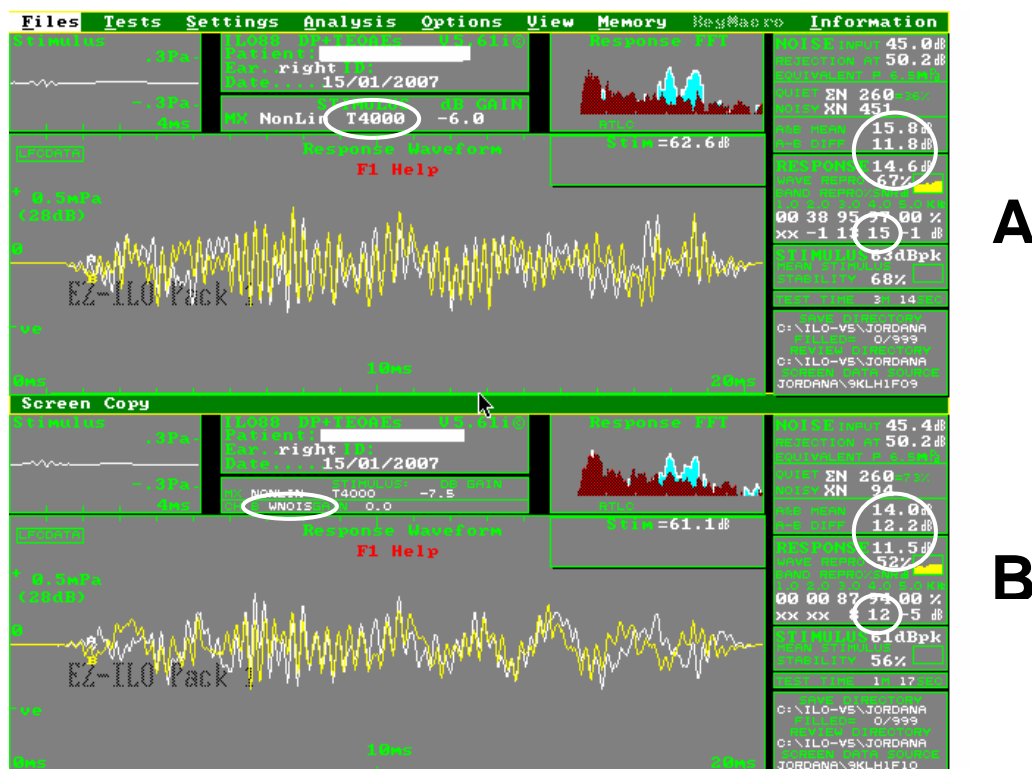 Files Tests Settings Analysis Options View Memory RegMacro Information
Stimulus
.3Pa
-.3Pa
4ms
ILO88 DP+TEOAEs V5.61i©
Patient:
Ear..right ID:
Date....15/01/2007
STIMULUS dB GAIN
MX NonLin T4000 -6.0
Response FFT
Stim=62.6dB
NOISE INPUT 45.0dB
REJECTION AT 50.2dB
EQUIVALENT P 6.5mPa
QUIET ΣN 260=36%
NOISY XN 451
A&B MEAN 15.8dB
A-B DIFF 11.8dB
RESPONSE 14.6dB
WAVE REPRO 67%
BAND REPRO/SNR dB
1.0 2.0 3.0 4.0 5.0 KHz
00 38 95 97 00 %
xx -1 13 15 -1 dB
STIMULUS 63dBpk
MEAN STIMULUS
STABILITY 68%
TEST TIME 3M 14SEC
SAVE DIRECTORY
C:\ILO-V5\JORDANA
FILLED= 0/999
REVIEW DIRECTORY
C:\ILO-V5\JORDANA
SCREEN DATA SOURCE
JORDANA\9KLH1F09
LFCDATA
Response Waveform
F1 Help
+ 0.5mPa
(28dB)
0
A
B
EZ-ILO Pack
-ve
0ms
10ms
20ms
A
Screen Copy
Stimulus
.3Pa
-.3Pa
4ms
ILO88 DP+TEOAEs V5.61i©
Patient:
Ear..right ID:
Date....15/01/2007
STIMULUS: DB GAIN
MX NONLIN T4000 -7.5
WNOIS 0.0
Response FFT
Stim=61.1dB
NOISE INPUT 45.4dB
REJECTION AT 50.2dB
EQUIVALENT P 6.5mPa
QUIET ΣN 260=73%
NOISY XN 94
A&B MEAN 14.0dB
A-B DIFF 12.2dB
RESPONSE 11.5dB
WAVE REPRO 52%
BAND REPRO/SNR dB
1.0 2.0 3.0 4.0 5.0 KHz
00 00 87 94 00 %
xx xx 12 -5 dB
STIMULUS 61dBpk
MEAN STIMULUS
STABILITY 56%
TEST TIME 1M 17SEC
SAVE DIRECTORY
C:\ILO-V5\JORDANA
FILLED= 0/999
REVIEW DIRECTORY
C:\ILO-V5\JORDANA
SCREEN DATA SOURCE
JORDANA\9KLH1F10
LFCDATA
Response Waveform
F1 Help
+ 0.5mPa
(28dB)
0
A
B
EZ-ILO Pack
-ve
0ms
10ms
20ms
B